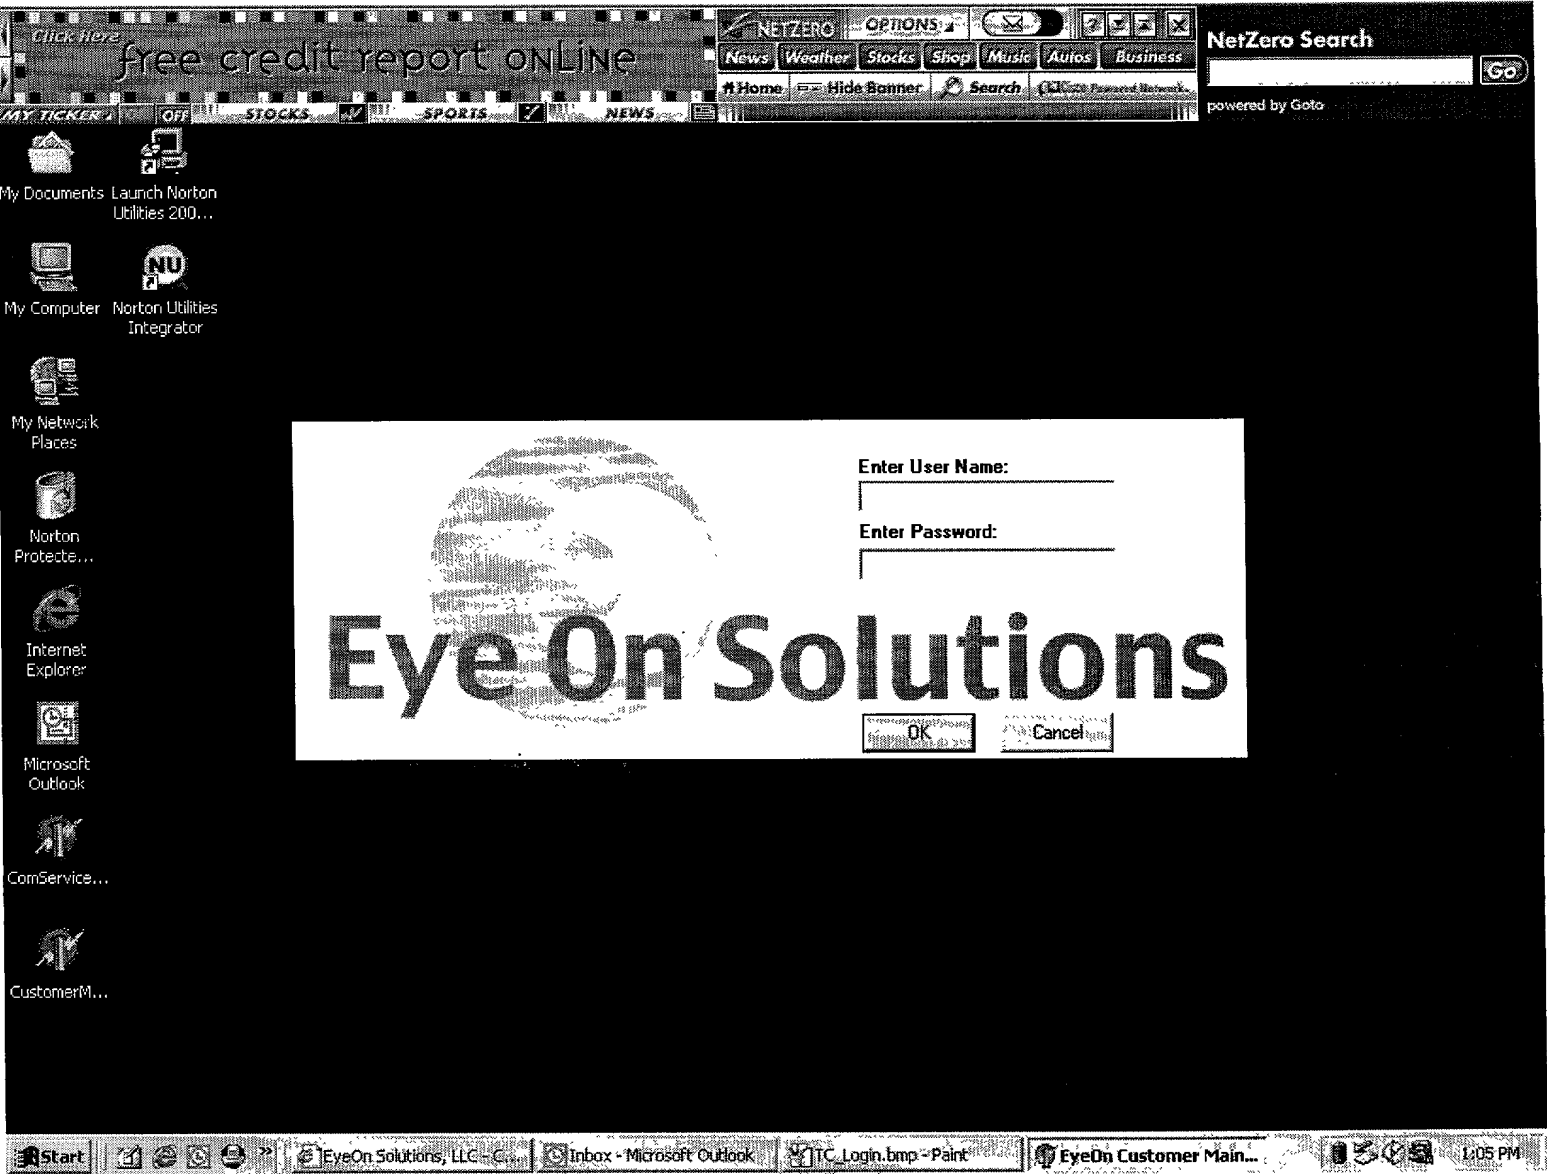 Click Here
free credit report onLine
NETZERO OPTIONS
News Weather Stocks Shop Music Autos Business
Home Hide Banner Search
NetZero Search
Go
powered by Goto
MY TICKER OFF STOCKS SPORTS NEWS
My Documents
Launch Norton
Utilities 200...
My Computer
NU
Norton Utilities
Integrator
My Network
Places
Norton
Protecte...
Internet
Explorer
Microsoft
Outlook
ComService...
CustomerM...
Enter User Name:
Enter Password:
Eye On Solutions
OK Cancel
Start » EyeOn Solutions, LLC - C... Inbox - Microsoft Outlook TC_Login.bmp - Paint EyeOn Customer Main... 1:05 PM